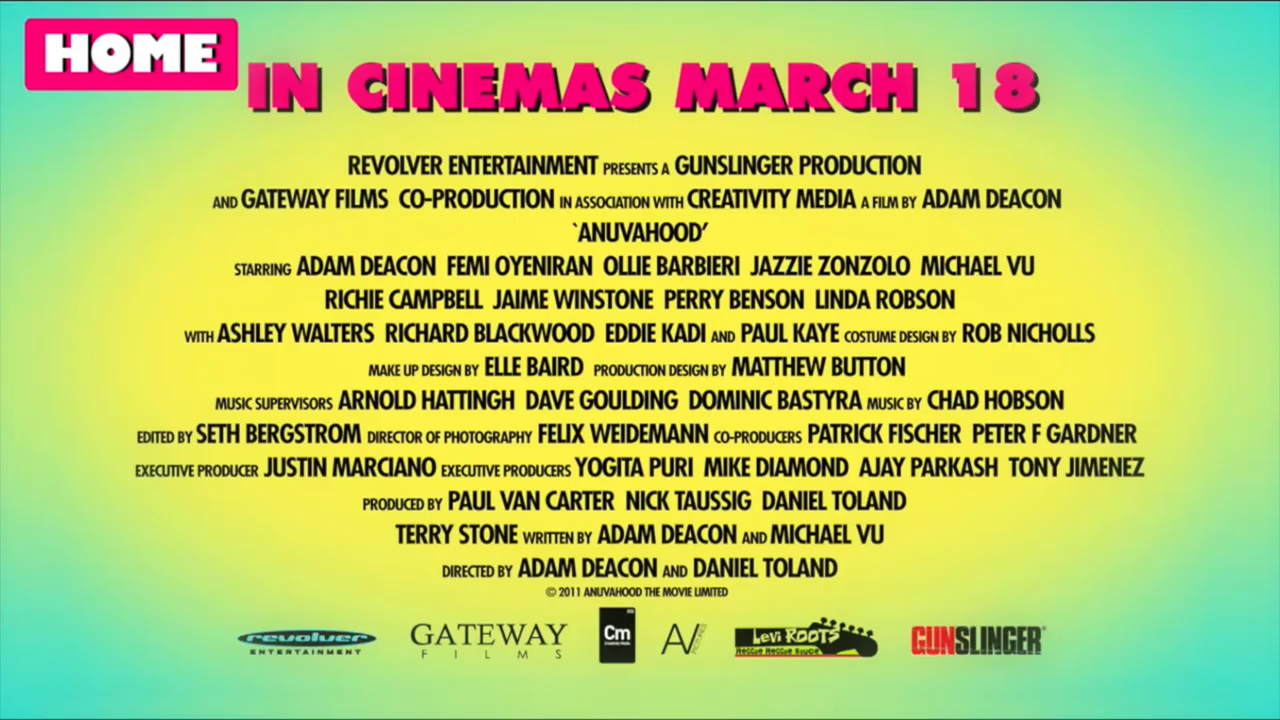 HOME
IN CINEMAS MARCH 18
REVOLVER ENTERTAINMENT PRESENTS A GUNSLINGER PRODUCTION
AND GATEWAY FILMS CO-PRODUCTION IN ASSOCIATION WITH CREATIVITY MEDIA A FILM BY ADAM DEACON
`ANUVAHOOD'
STARRING ADAM DEACON FEMI OYENIRAN OLLIE BARBIERI JAZZIE ZONZOLO MICHAEL VU
RICHIE CAMPBELL JAIME WINSTONE PERRY BENSON LINDA ROBSON
WITH ASHLEY WALTERS RICHARD BLACKWOOD EDDIE KADI AND PAUL KAYE COSTUME DESIGN BY ROB NICHOLLS
MAKE UP DESIGN BY ELLE BAIRD PRODUCTION DESIGN BY MATTHEW BUTTON
MUSIC SUPERVISORS ARNOLD HATTINGH DAVE GOULDING DOMINIC BASTYRA MUSIC BY CHAD HOBSON
EDITED BY SETH BERGSTROM DIRECTOR OF PHOTOGRAPHY FELIX WEIDEMANN CO-PRODUCERS PATRICK FISCHER PETER F GARDNER
EXECUTIVE PRODUCER JUSTIN MARCIANO EXECUTIVE PRODUCERS YOGITA PURI MIKE DIAMOND AJAY PARKASH TONY JIMENEZ
PRODUCED BY PAUL VAN CARTER NICK TAUSSIG DANIEL TOLAND
TERRY STONE WRITTEN BY ADAM DEACON AND MICHAEL VU
DIRECTED BY ADAM DEACON AND DANIEL TOLAND
© 2011 ANUVAHOOD THE MOVIE LIMITED
revolver ENTERTAINMENT
GATEWAY FILMS
Cm Creativity Media
AV PICTURES
Levi ROOTS Reggae Reggae Sauce
GUNSLINGER